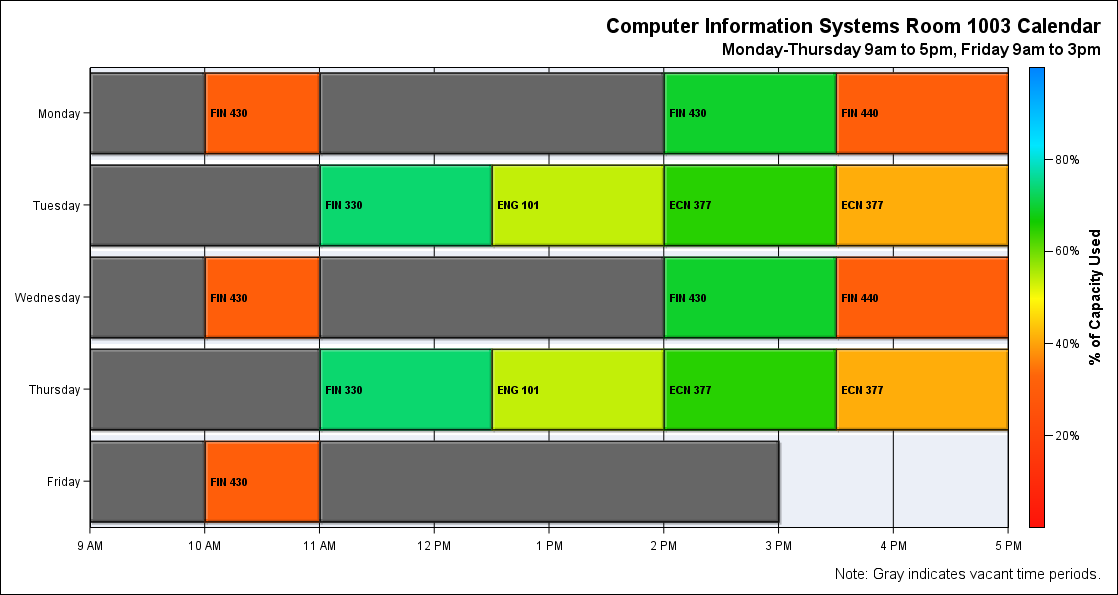 Computer Information Systems Room 1003 Calendar
Monday-Thursday 9am to 5pm, Friday 9am to 3pm
Monday
FIN 430
FIN 430
FIN 440
Tuesday
FIN 330
ENG 101
ECN 377
ECN 377
Wednesday
FIN 430
FIN 430
FIN 440
Thursday
FIN 330
ENG 101
ECN 377
ECN 377
Friday
FIN 430
9 AM
10 AM
11 AM
12 PM
1 PM
2 PM
3 PM
4 PM
5 PM
80%
60%
40%
20%
% of Capacity Used
Note: Gray indicates vacant time periods.